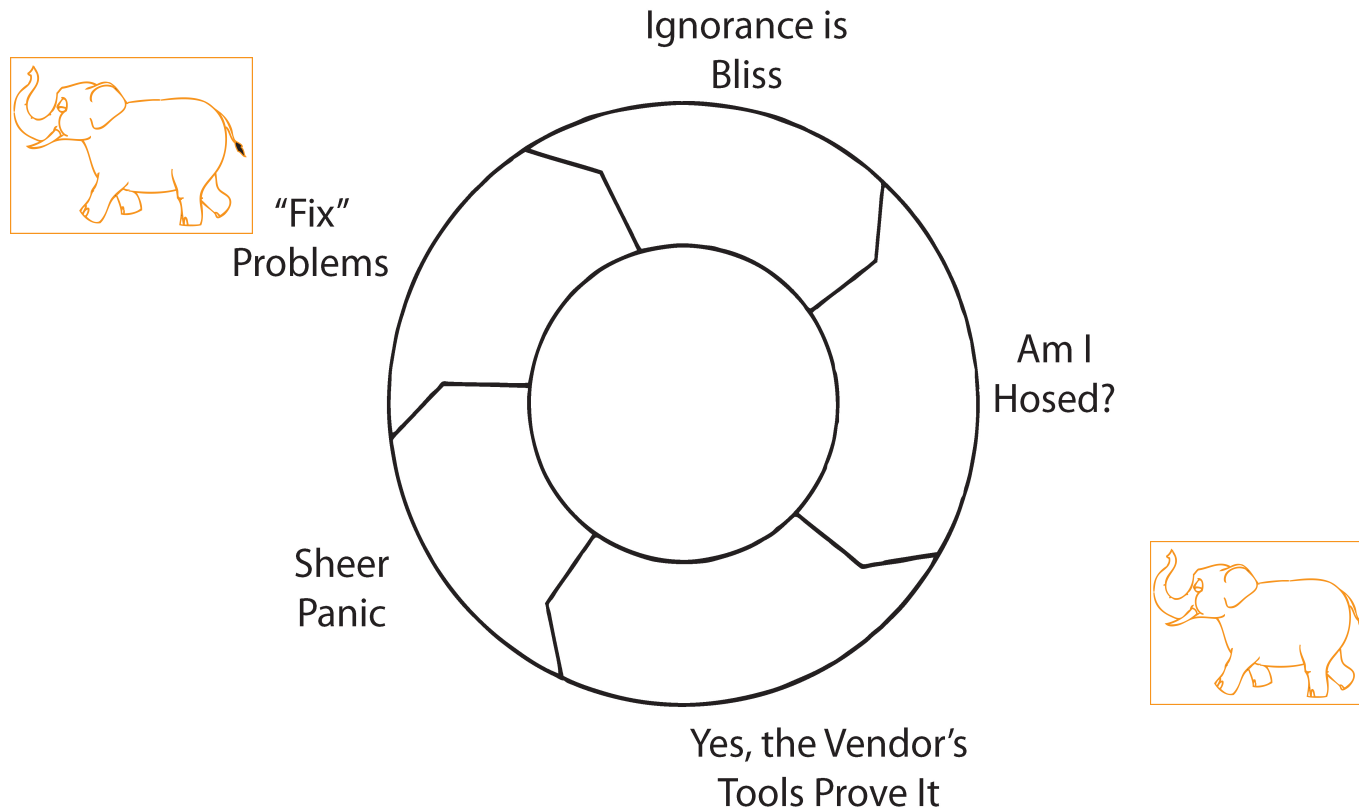 Ignorance is
Bliss
“Fix”
Problems
Am I
Hosed?
Sheer
Panic
Yes, the Vendor’s
Tools Prove It